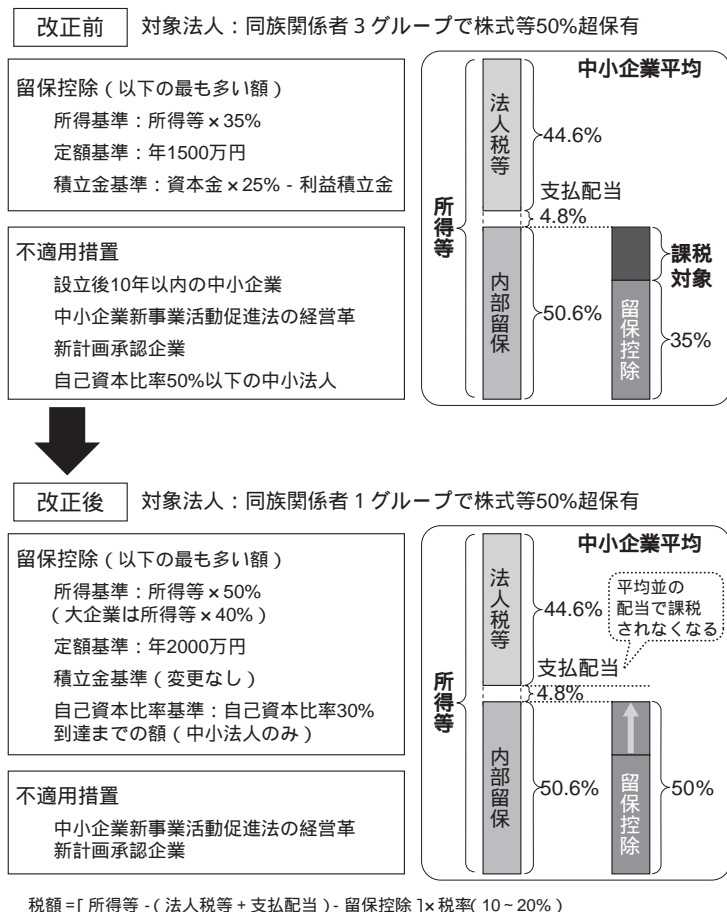 改正前 対象法人：同族関係者3グループで株式等50%超保有
留保控除（以下の最も多い額）
所得基準：所得等×35%
定額基準：年1500万円
積立金基準：資本金×25% - 利益積立金
不適用措置
設立後10年以内の中小企業
中小企業新事業活動促進法の経営革
新計画承認企業
自己資本比率50%以下の中小法人
中小企業平均
所得等
法人税等
44.6%
支払配当
4.8%
内部留保
50.6%
課税
対象
留保控除
35%
改正後 対象法人：同族関係者1グループで株式等50%超保有
留保控除（以下の最も多い額）
所得基準：所得等×50%
（大企業は所得等×40%）
定額基準：年2000万円
積立金基準（変更なし）
自己資本比率基準：自己資本比率30%
到達までの額（中小法人のみ）
不適用措置
中小企業新事業活動促進法の経営革
新計画承認企業
中小企業平均
所得等
法人税等
44.6%
平均並の
配当で課税
されなくなる
支払配当
4.8%
内部留保
50.6%
留保控除
50%
税額=[ 所得等 -（法人税等 + 支払配当）- 留保控除 ]×税率（10~20%）